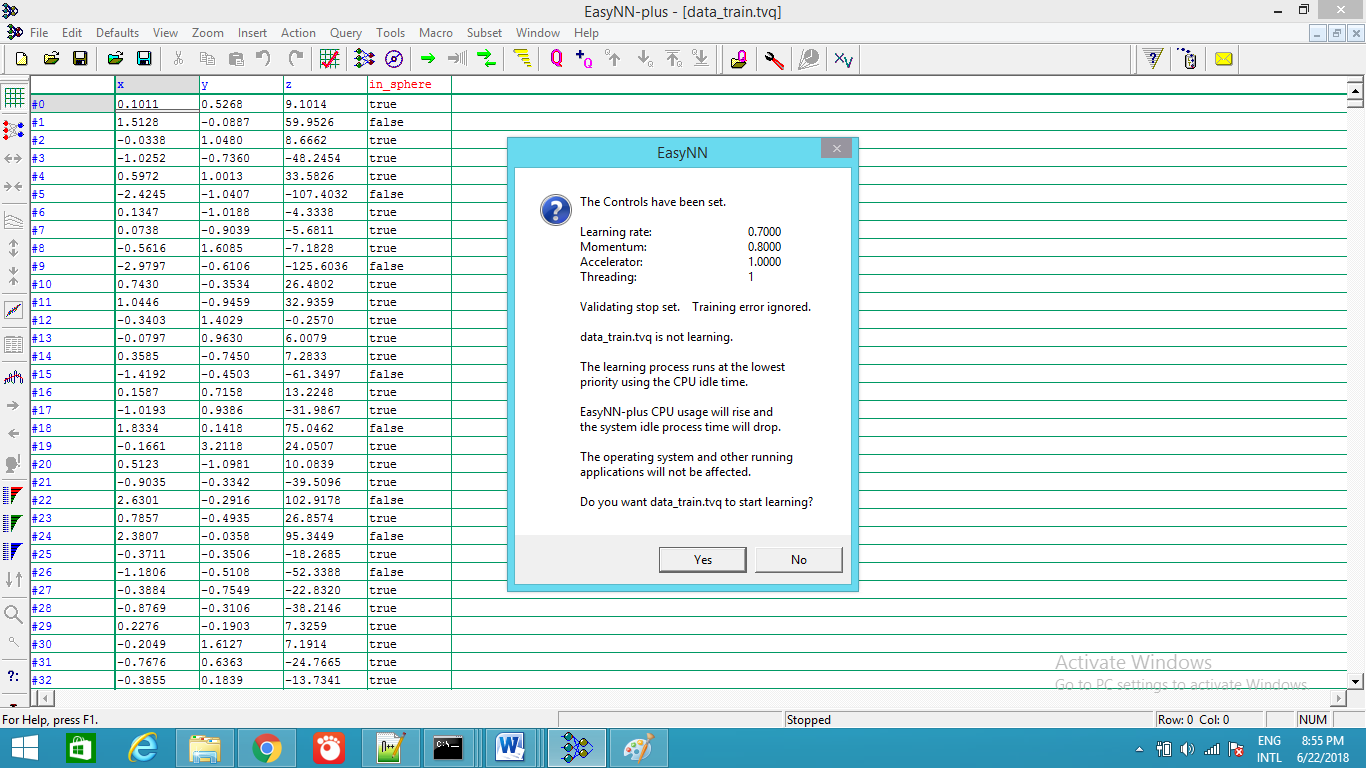 EasyNN-plus - [data_train.tvq]
File Edit Defaults View Zoom Insert Action Query Tools Macro Subset Window Help
x y z in_sphere
#0 0.1011 0.5268 9.1014 true
#1 1.5128 -0.0887 59.9526 false
#2 -0.0338 1.0480 8.6662 true
#3 -1.0252 -0.7360 -48.2454 true
#4 0.5972 1.0013 33.5826 true
#5 -2.4245 -1.0407 -107.4032 false
#6 0.1347 -1.0188 -4.3338 true
#7 0.0738 -0.9039 -5.6811 true
#8 -0.5616 1.6085 -7.1828 true
#9 -2.9797 -0.6106 -125.6036 false
#10 0.7430 -0.3534 26.4802 true
#11 1.0446 -0.9459 32.9359 true
#12 -0.3403 1.4029 -0.2570 true
#13 -0.0797 0.9630 6.0079 true
#14 0.3585 -0.7450 7.2833 true
#15 -1.4192 -0.4503 -61.3497 false
#16 0.1587 0.7158 13.2248 true
#17 -1.0193 0.9386 -31.9867 true
#18 1.8334 0.1418 75.0462 false
#19 -0.1661 3.2118 24.0507 true
#20 0.5123 -1.0981 10.0839 true
#21 -0.9035 -0.3342 -39.5096 true
#22 2.6301 -0.2916 102.9178 false
#23 0.7857 -0.4935 26.8574 true
#24 2.3807 -0.0358 95.3449 false
#25 -0.3711 -0.3506 -18.2685 true
#26 -1.1806 -0.5108 -52.3388 false
#27 -0.3884 -0.7549 -22.8320 true
#28 -0.8769 -0.3106 -38.2146 true
#29 0.2276 -0.1903 7.3259 true
#30 -0.2049 1.6127 7.1914 true
#31 -0.7676 0.6363 -24.7665 true
#32 -0.3855 0.1839 -13.7341 true
EasyNN
The Controls have been set.
Learning rate: 0.7000
Momentum: 0.8000
Accelerator: 1.0000
Threading: 1
Validating stop set. Training error ignored.
data_train.tvq is not learning.
The learning process runs at the lowest
priority using the CPU idle time.
EasyNN-plus CPU usage will rise and
the system idle process time will drop.
The operating system and other running
applications will not be affected.
Do you want data_train.tvq to start learning?
Yes No
Activate Windows
Go to PC settings to activate Windows.
For Help, press F1. Stopped Row: 0 Col: 0 NUM
ENG 8:55 PM
INTL 6/22/2018